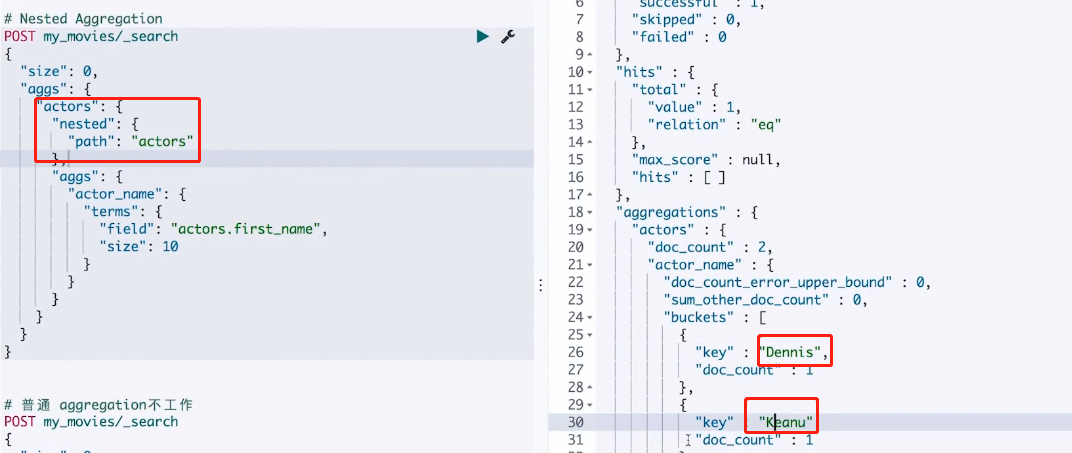 # Nested Aggregation
POST my_movies/_search
{
  "size": 0,
  "aggs": {
    "actors": {
      "nested": {
        "path": "actors"
      },
      "aggs": {
        "actor_name": {
          "terms": {
            "field": "actors.first_name",
            "size": 10
          }
        }
      }
    }
  }
}
# 普通 aggregation不工作
POST my_movies/_search
{
6 "successful" : 1,
7 "skipped" : 0,
8 "failed" : 0
9 },
10 "hits" : {
11 "total" : {
12 "value" : 1,
13 "relation" : "eq"
14 },
15 "max_score" : null,
16 "hits" : [ ]
17 },
18 "aggregations" : {
19 "actors" : {
20 "doc_count" : 2,
21 "actor_name" : {
22 "doc_count_error_upper_bound" : 0,
23 "sum_other_doc_count" : 0,
24 "buckets" : [
25 {
26 "key" : "Dennis",
27 "doc_count" : 1
28 },
29 {
30 "key" : "Keanu"
31 "doc_count" : 1